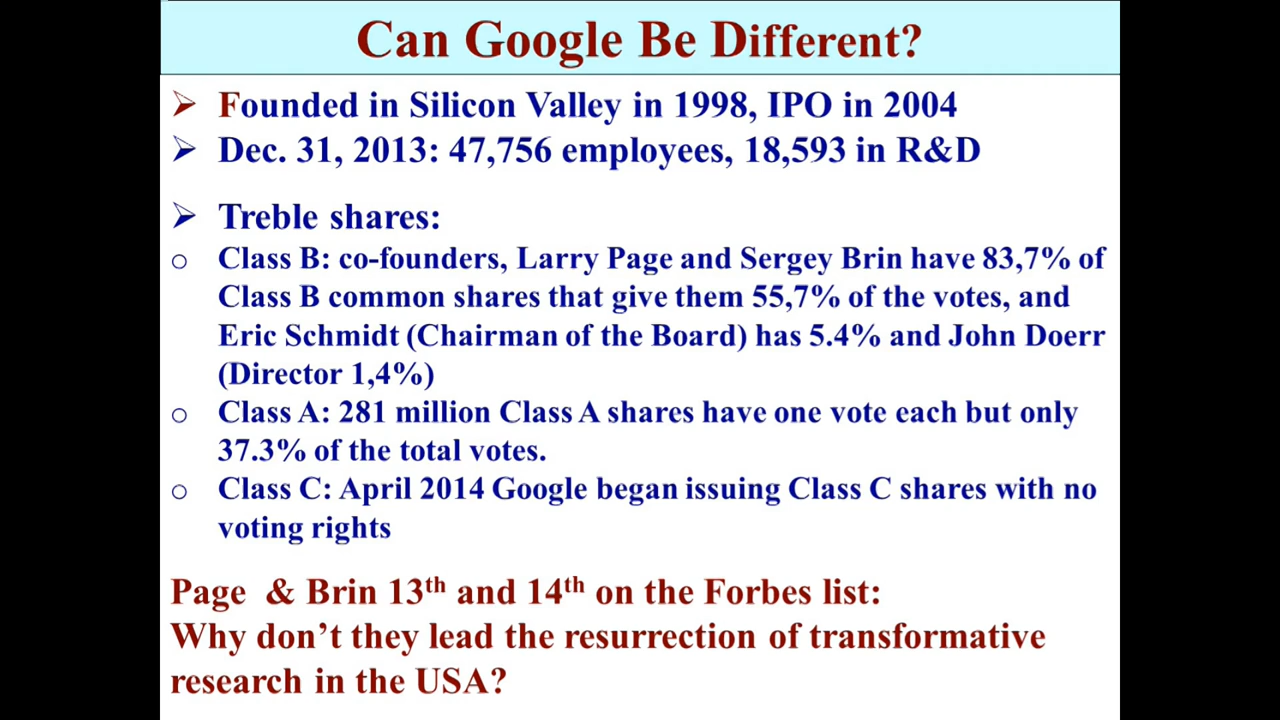 Can Google Be Different?
Founded in Silicon Valley in 1998, IPO in 2004
Dec. 31, 2013: 47,756 employees, 18,593 in R&D
Treble shares:
Class B: co-founders, Larry Page and Sergey Brin have 83,7% of
Class B common shares that give them 55,7% of the votes, and
Eric Schmidt (Chairman of the Board) has 5.4% and John Doerr
(Director 1,4%)
Class A: 281 million Class A shares have one vote each but only
37.3% of the total votes.
Class C: April 2014 Google began issuing Class C shares with no
voting rights
Page & Brin 13th and 14th on the Forbes list:
Why don’t they lead the resurrection of transformative
research in the USA?